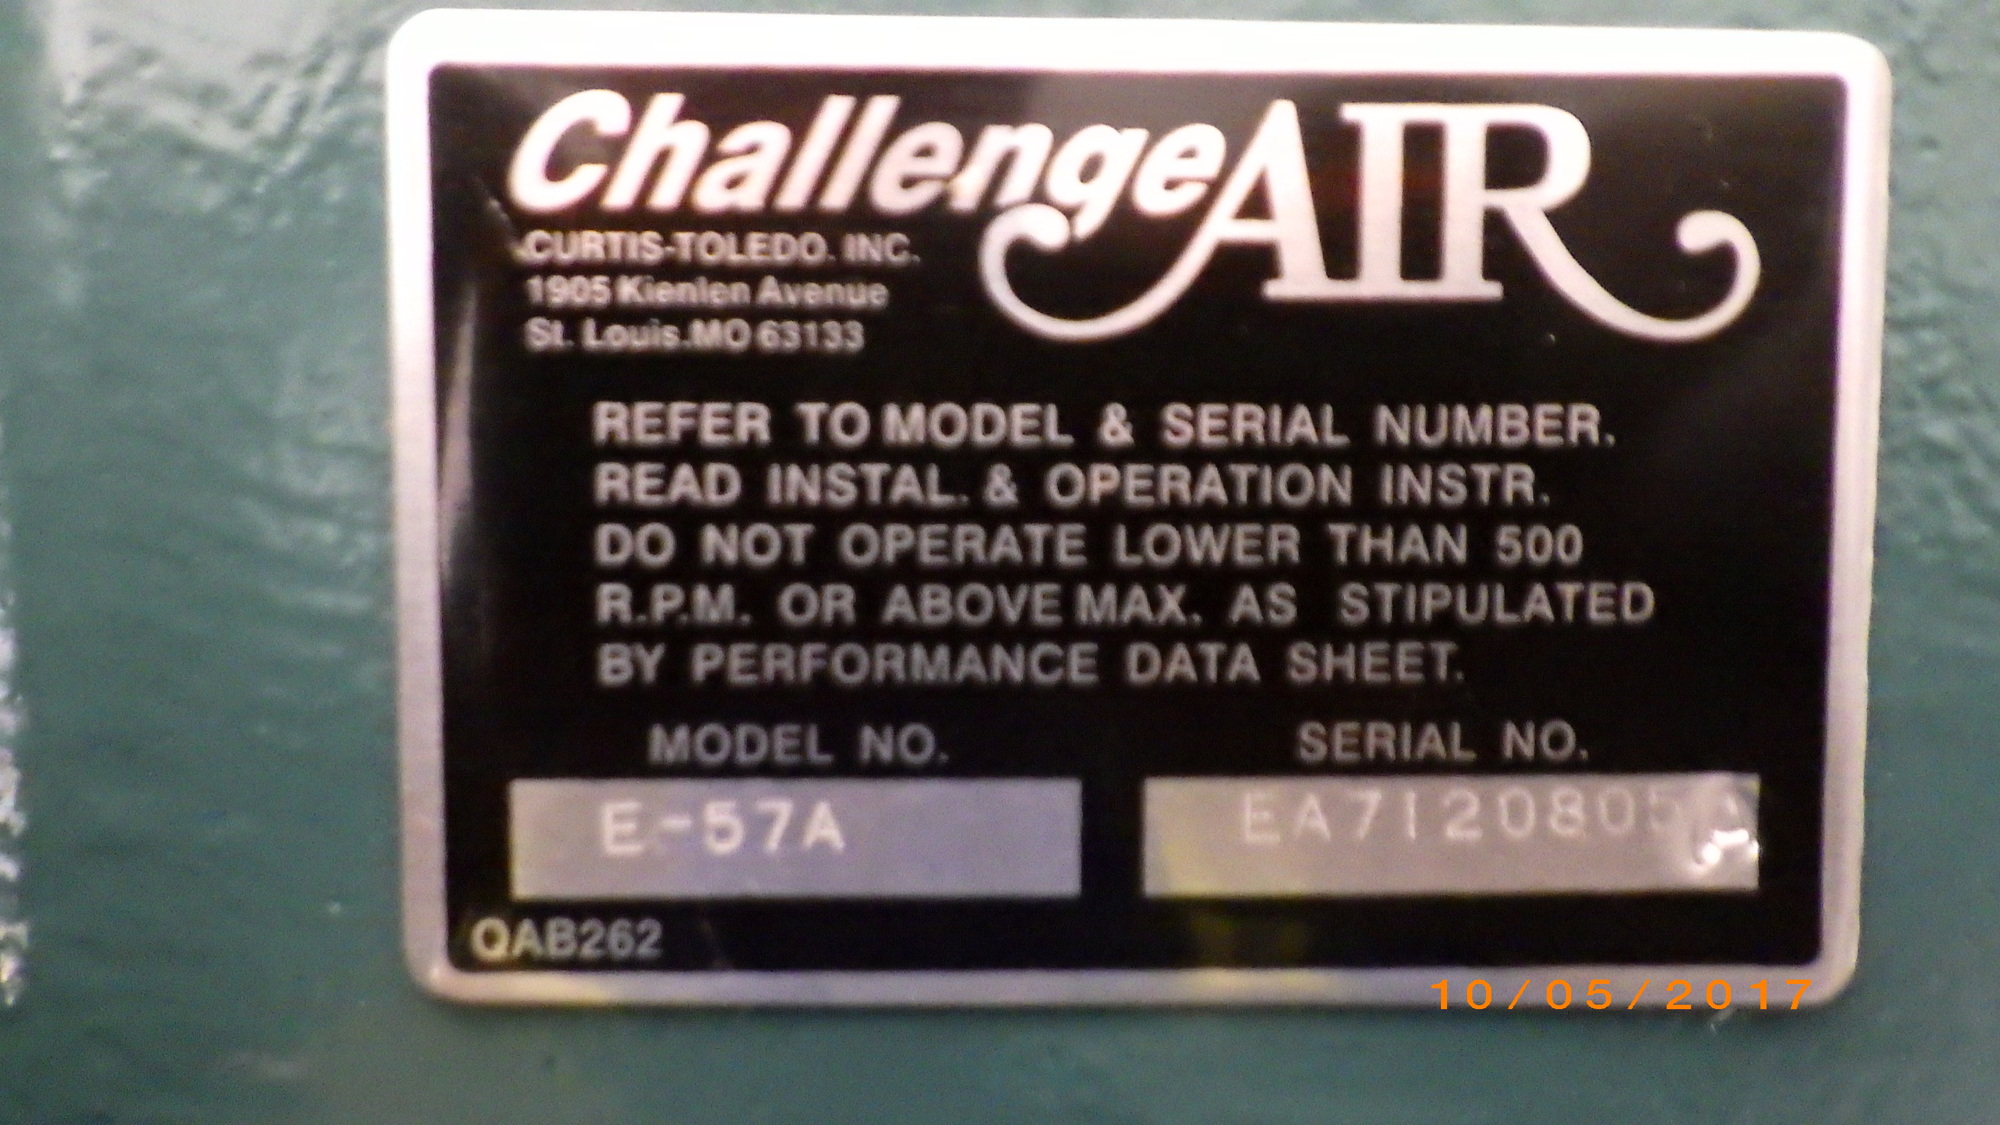 ChallengeAIR
CURTIS-TOLEDO. INC.
1905 Kienlen Avenue
St. Louis.MO 63133
REFER TO MODEL & SERIAL NUMBER.
READ INSTAL. & OPERATION INSTR.
DO NOT OPERATE LOWER THAN 500
R.P.M. OR ABOVE MAX. AS STIPULATED
BY PERFORMANCE DATA SHEET.
MODEL NO. SERIAL NO.
E-57A
QAB262
10/05/2017